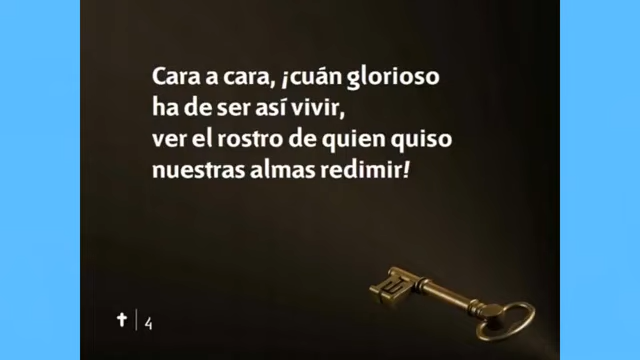 Cara a cara, ¡cuán glorioso
ha de ser así vivir,
ver el rostro de quien quiso
nuestras almas redimir!
4